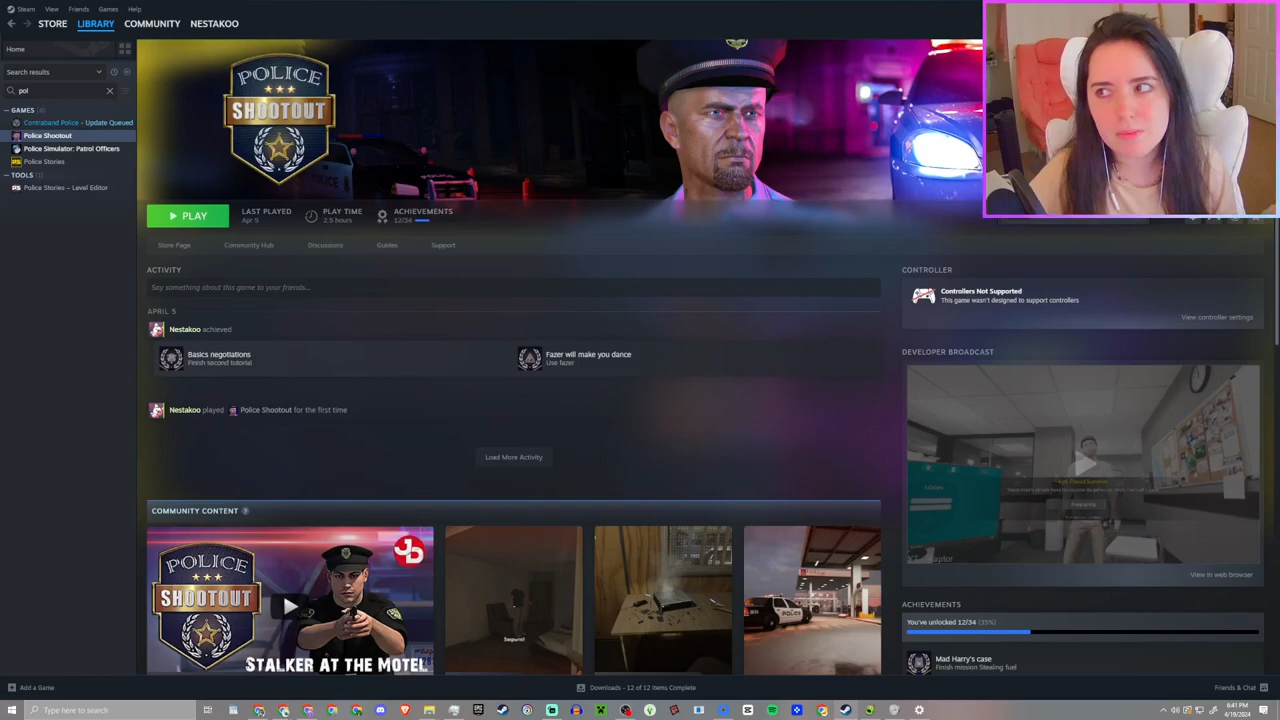 Steam View Friends Games Help
STORE LIBRARY COMMUNITY NESTAKOO
Home
Search results
pol
GAMES (4)
Contraband Police - Update Queued
Police Shootout
Police Simulator: Patrol Officers
Police Stories
TOOLS (1)
Police Stories - Level Editor
POLICE
SHOOTOUT
PLAY
LAST PLAYED
Apr 5
PLAY TIME
2.5 hours
ACHIEVEMENTS
12/34
Store Page Community Hub Discussions Guides Support
ACTIVITY
Say something about this game to your friends...
APRIL 5
Nestakoo achieved
Basics negotiations
Finish second tutorial
Fazer will make you dance
Use fazer
Nestakoo played Police Shootout for the first time
Load More Activity
COMMUNITY CONTENT ?
POLICE
SHOOTOUT
JD
STALKER AT THE MOTEL
CONTROLLER
Controllers Not Supported
This game wasn't designed to support controllers
View controller settings
DEVELOPER BROADCAST
View in web browser
ACHIEVEMENTS
You've unlocked 12/34 (35%)
Mad Harry's case
Finish mission Stealing fuel
Add a Game
Downloads - 12 of 12 Items Complete
Friends & Chat
Type here to search
6:41 PM
4/19/2024